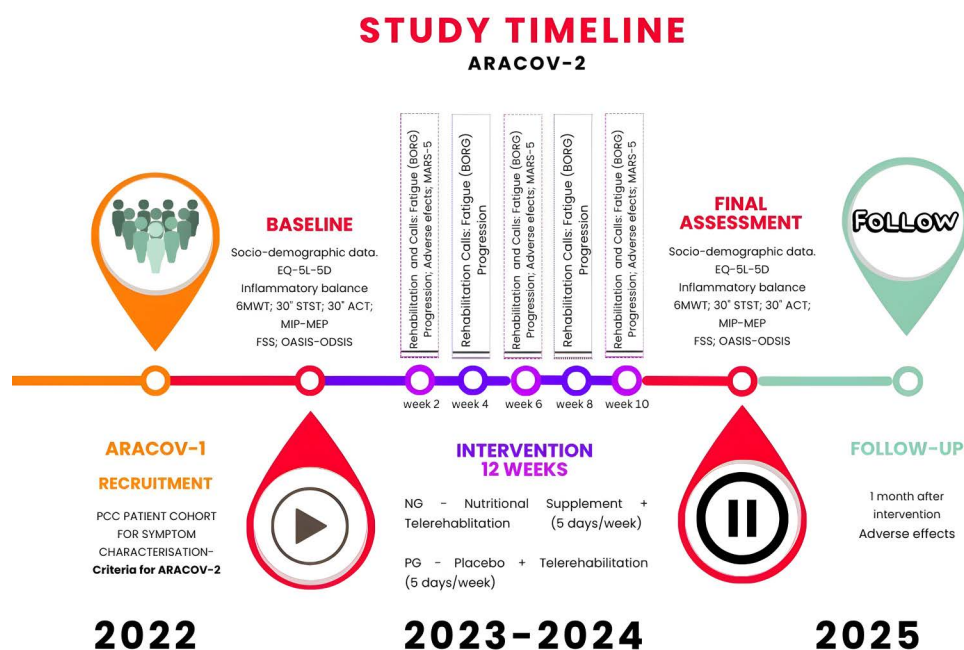 STUDY TIMELINE
ARACOV-2
Rehabilitation and Calls: Fatigue (BORG)
Progression; Adverse efects; MARS-5
Rehabilitation Calls: Fatigue (BORG)
Progression
Rehabilitation and Calls: Fatigue (BORG)
Progression; Adverse efects; MARS-5
Rehabilitation Calls: Fatigue (BORG)
Progression
Rehabilitation and Calls: Fatigue (BORG)
Progression; Adverse efects; MARS-5
BASELINE
Socio-demographic data.
EQ-5L-5D
Inflammatory balance
6MWT; 30" STST; 30" ACT;
MIP-MEP
FSS; OASIS-ODSIS
FINAL
ASSESSMENT
Socio-demographic data.
EQ-5L-5D
Inflammatory balance
6MWT; 30" STST; 30" ACT;
MIP-MEP
FSS; OASIS-ODSIS
FOLLOW
week 2
week 4
week 6
week 8
week 10
ARACOV-1
RECRUITMENT
PCC PATIENT COHORT
FOR SYMPTOM
CHARACTERISATION-
Criteria for ARACOV-2
INTERVENTION
12 WEEKS
NG - Nutritional Supplement +
Telerehablitation (5 days/week)
PG - Placebo + Telerehabilitation
(5 days/week)
FOLLOW-UP
1 month after
intervention
Adverse effects
2022
2023-2024
2025